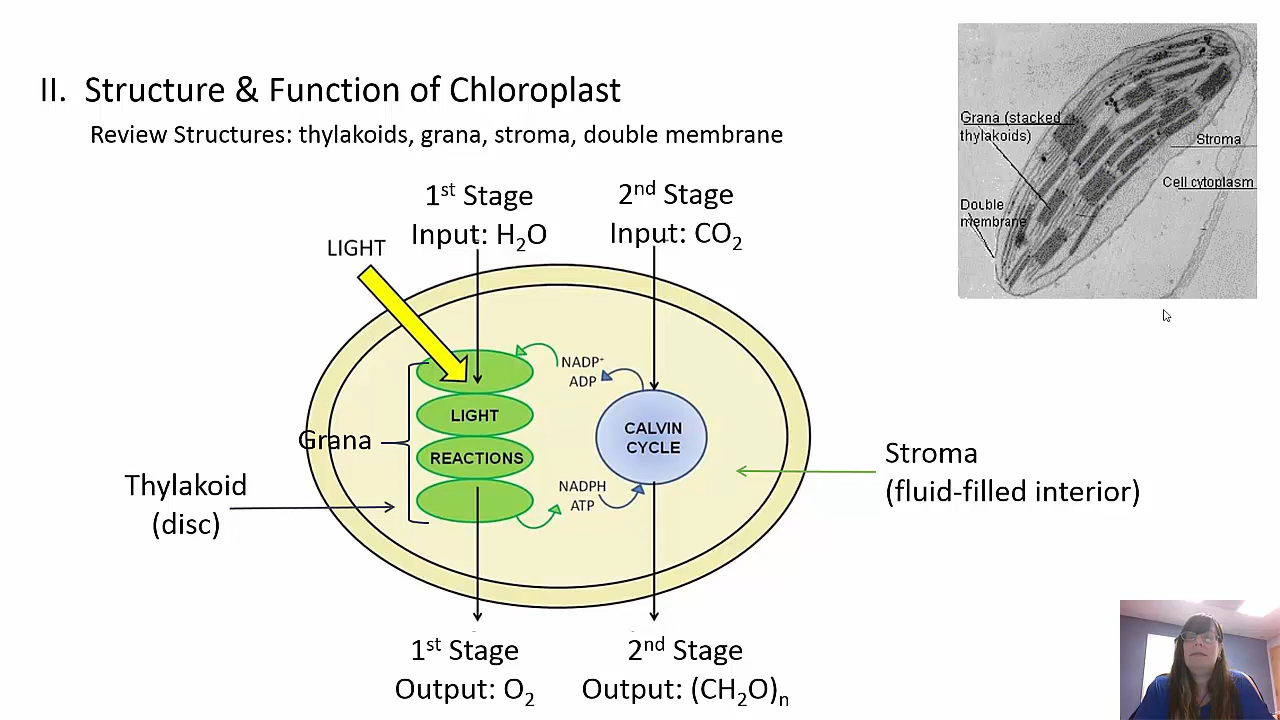 II. Structure & Function of Chloroplast
Review Structures: thylakoids, grana, stroma, double membrane
1st Stage
Input: H₂O
2nd Stage
Input: CO₂
LIGHT
NADP⁺
ADP
LIGHT
REACTIONS
CALVIN
CYCLE
NADPH
ATP
Grana
Thylakoid
(disc)
Stroma
(fluid-filled interior)
1st Stage
Output: O₂
2nd Stage
Output: (CH₂O)ₙ
Grana (stacked
thylakoids)
Stroma
Cell cytoplasm
Double
membrane